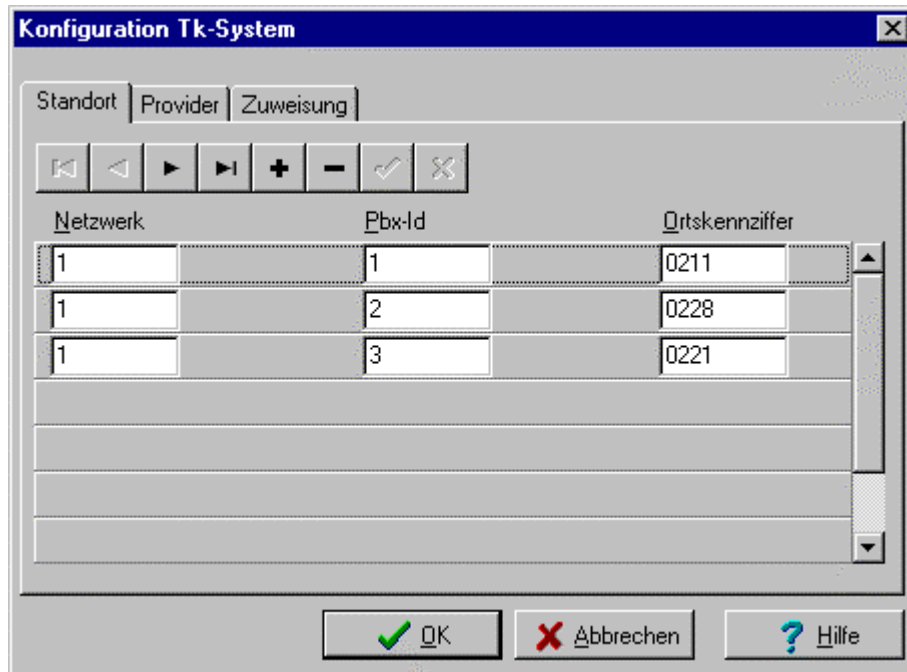 Konfiguration Tk-System
Standort Provider Zuweisung
Netzwerk Pbx-Id Ortskennziffer
1 1 0211
1 2 0228
1 3 0221
OK Abbrechen Hilfe